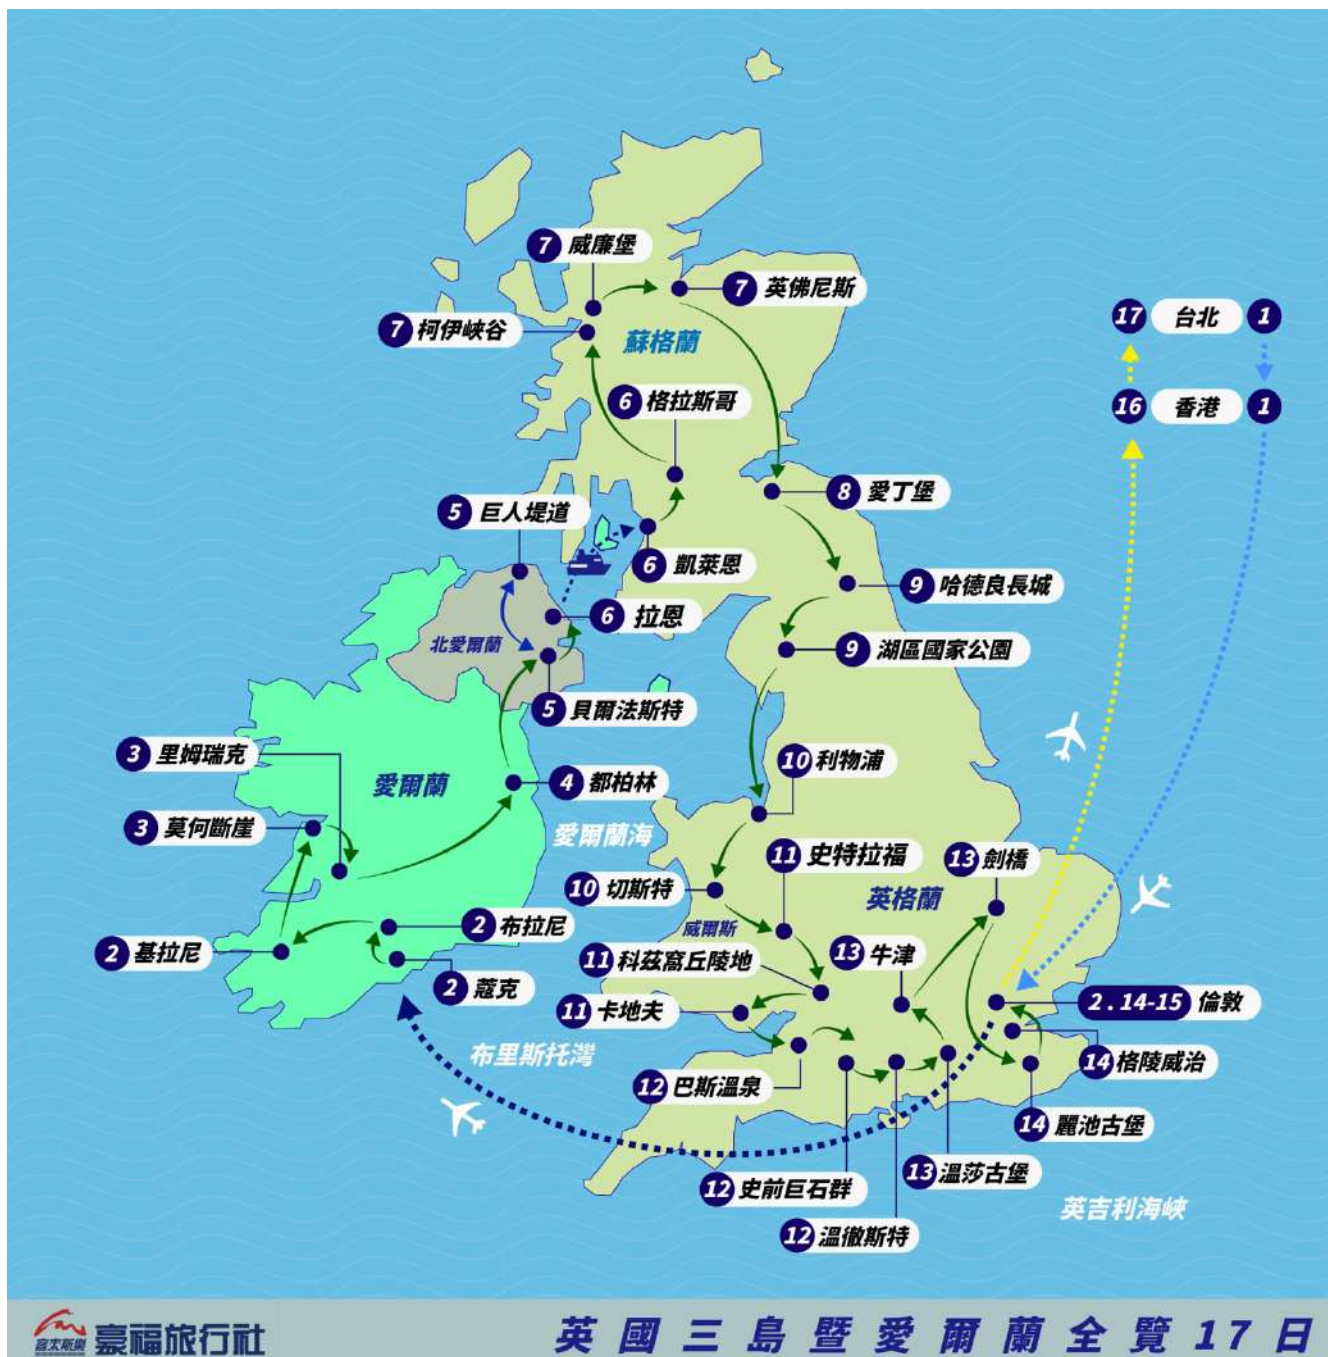 7 威廉堡
7 英佛尼斯
7 柯伊峽谷
蘇格蘭
17 台北 1
16 香港 1
6 格拉斯哥
8 愛丁堡
5 巨人堤道
6 凱萊恩
9 哈德良長城
6 拉恩
北愛爾蘭
9 湖區國家公園
5 貝爾法斯特
3 里姆瑞克
10 利物浦
愛爾蘭
4 都柏林
3 莫何斷崖
愛爾蘭海
11 史特拉福
13 劍橋
10 切斯特
英格蘭
威爾斯
2 布拉尼
2 基拉尼
13 牛津
11 科茲窩丘陵地
2 蔻克
11 卡地夫
2 . 14-15 倫敦
布里斯托灣
14 格陵威治
12 巴斯溫泉
14 麗池古堡
13 溫莎古堡
12 史前巨石群
英吉利海峽
12 溫徹斯特
喜太斯樂 豪福旅行社
英國三島暨愛爾蘭全覽17日